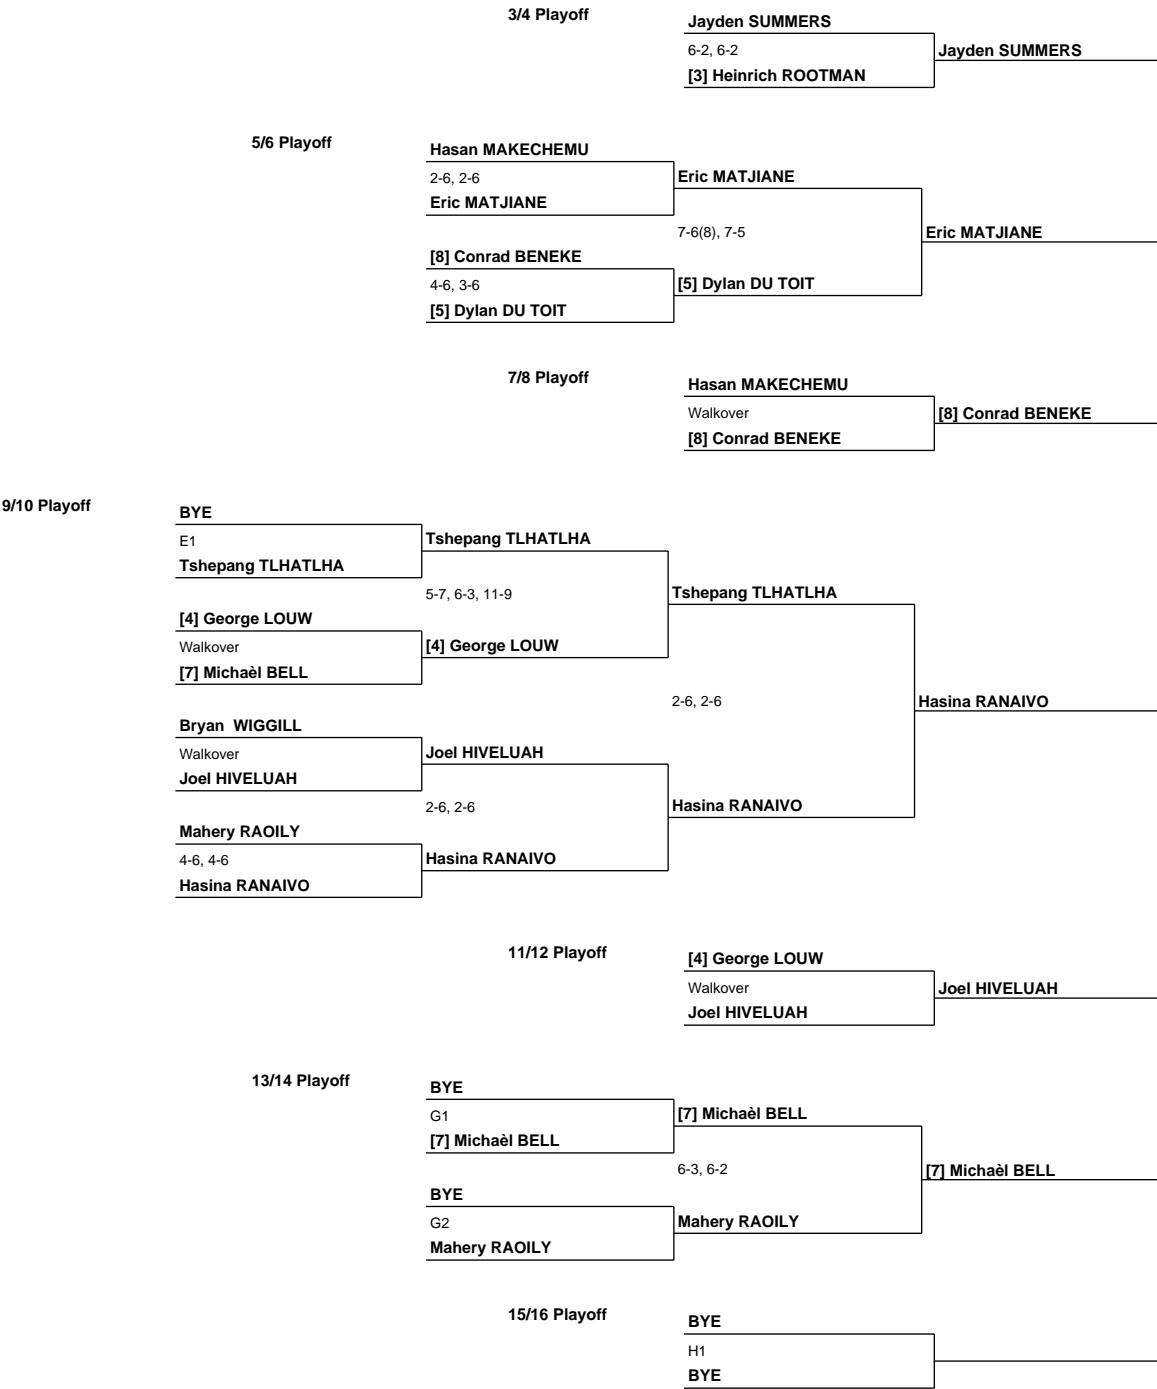 3/4 Playoff
Jayden SUMMERS
6-2, 6-2
Jayden SUMMERS
[3] Heinrich ROOTMAN
5/6 Playoff
Hasan MAKECHEMU
2-6, 2-6
Eric MATJIANE
Eric MATJIANE
7-6(8), 7-5
Eric MATJIANE
[8] Conrad BENEKE
4-6, 3-6
[5] Dylan DU TOIT
[5] Dylan DU TOIT
7/8 Playoff
Hasan MAKECHEMU
Walkover
[8] Conrad BENEKE
[8] Conrad BENEKE
9/10 Playoff
BYE
E1
Tshepang TLHATLHA
Tshepang TLHATLHA
5-7, 6-3, 11-9
Tshepang TLHATLHA
[4] George LOUW
Walkover
[4] George LOUW
[7] Michaèl BELL
2-6, 2-6
Hasina RANAIVO
Bryan  WIGGILL
Walkover
Joel HIVELUAH
Joel HIVELUAH
2-6, 2-6
Hasina RANAIVO
Mahery RAOILY
4-6, 4-6
Hasina RANAIVO
Hasina RANAIVO
11/12 Playoff
[4] George LOUW
Walkover
Joel HIVELUAH
Joel HIVELUAH
13/14 Playoff
BYE
G1
[7] Michaèl BELL
[7] Michaèl BELL
6-3, 6-2
[7] Michaèl BELL
BYE
G2
Mahery RAOILY
Mahery RAOILY
15/16 Playoff
BYE
H1
BYE